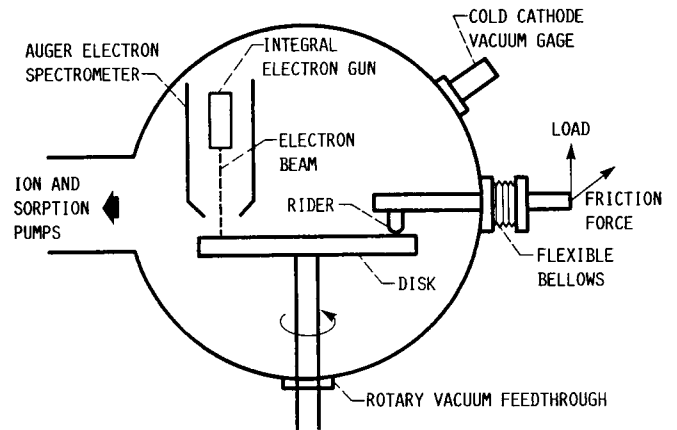 COLD CATHODE
VACUUM GAGE
AUGER ELECTRON
SPECTROMETER
INTEGRAL
ELECTRON GUN
ELECTRON
BEAM
LOAD
FRICTION
FORCE
ION AND
SORPTION
PUMPS
RIDER
FLEXIBLE
BELLOWS
DISK
ROTARY VACUUM FEEDTHROUGH